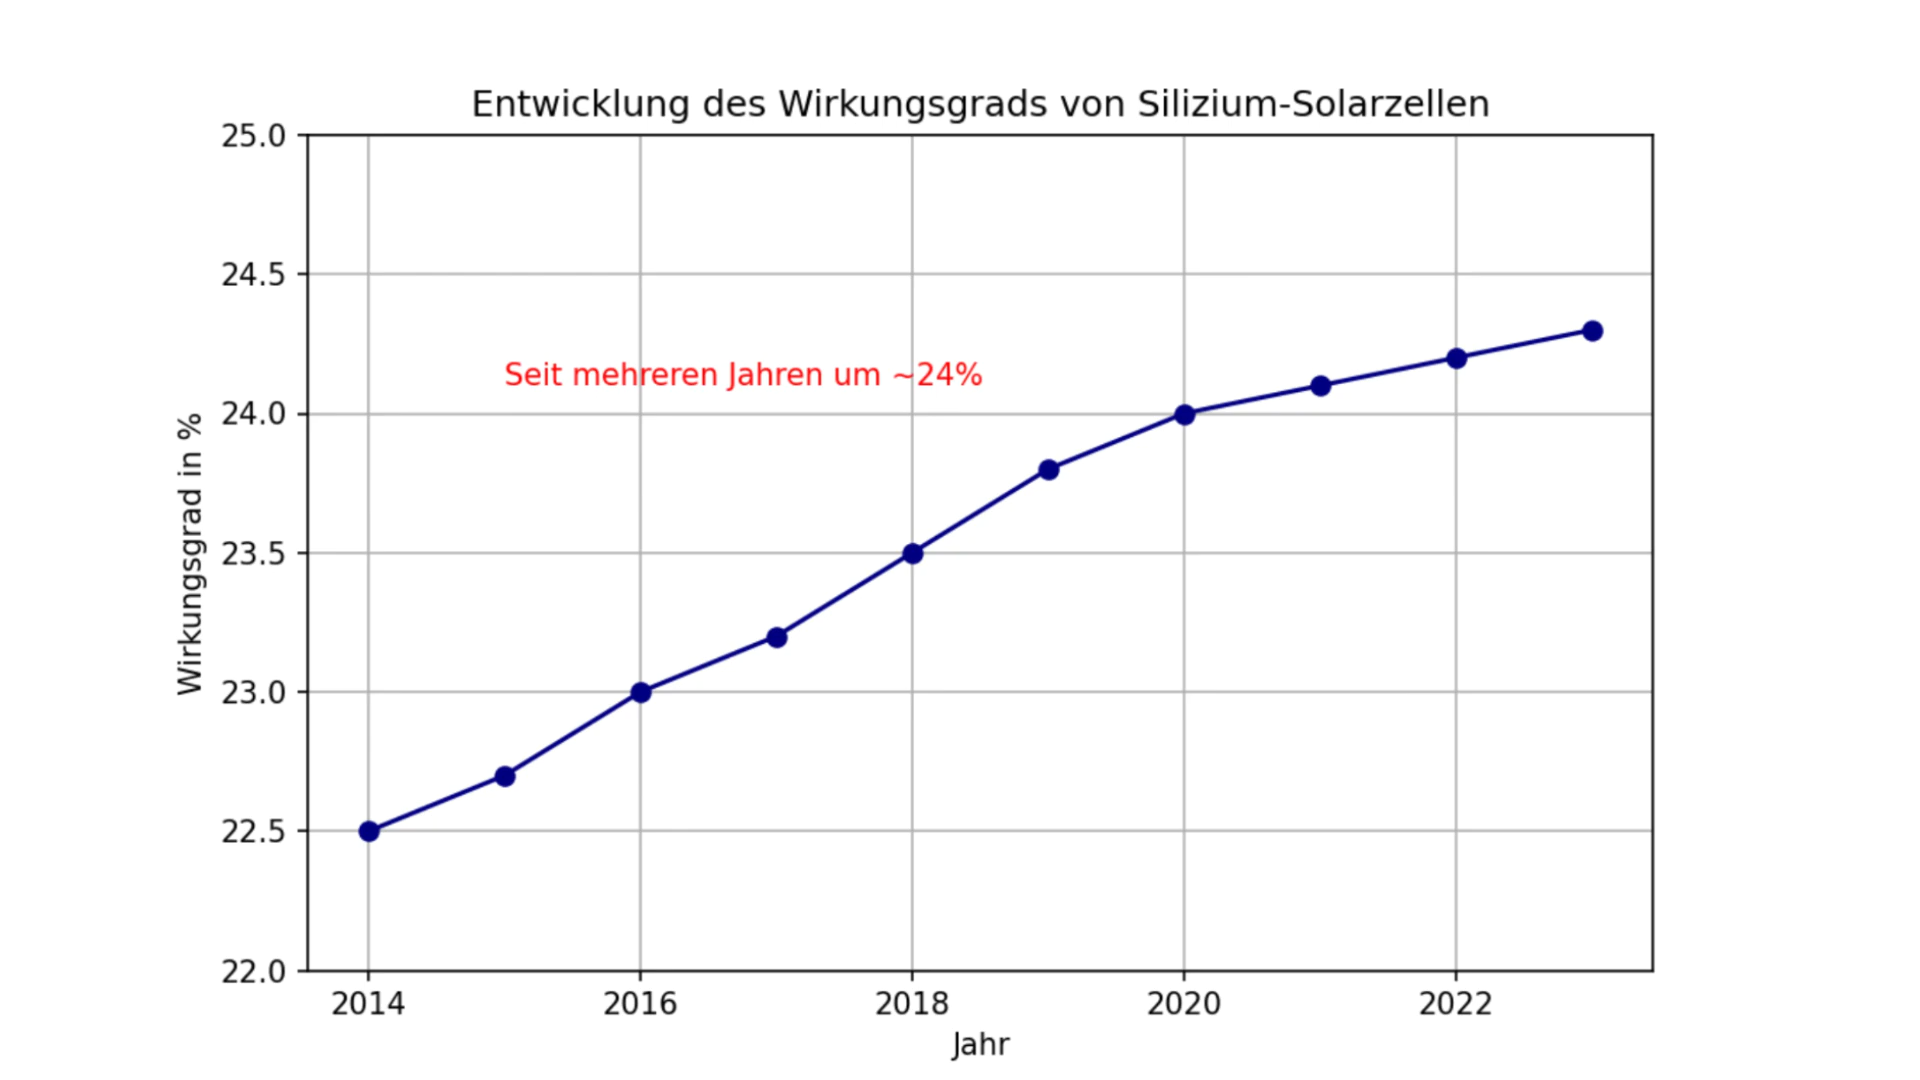 Entwicklung des Wirkungsgrads von Silizium-Solarzellen
25.0
24.5
Seit mehreren Jahren um ~24%
24.0
23.5
23.0
22.5
22.0
Wirkungsgrad in %
2014 2016 2018 2020 2022
Jahr